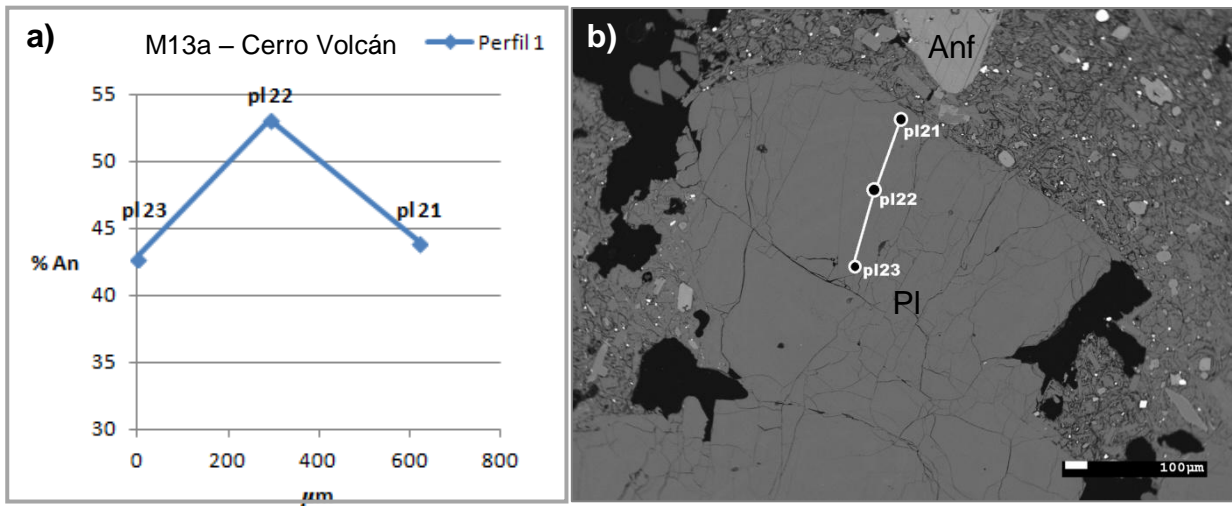 a)
M13a – Cerro Volcán
Perfil 1
55
50
45
40
35
30
% An
pl 23
pl 22
pl 21
0
200
400
600
800
µm
b)
Anf
pl21
pl22
pl23
Pl
100µm